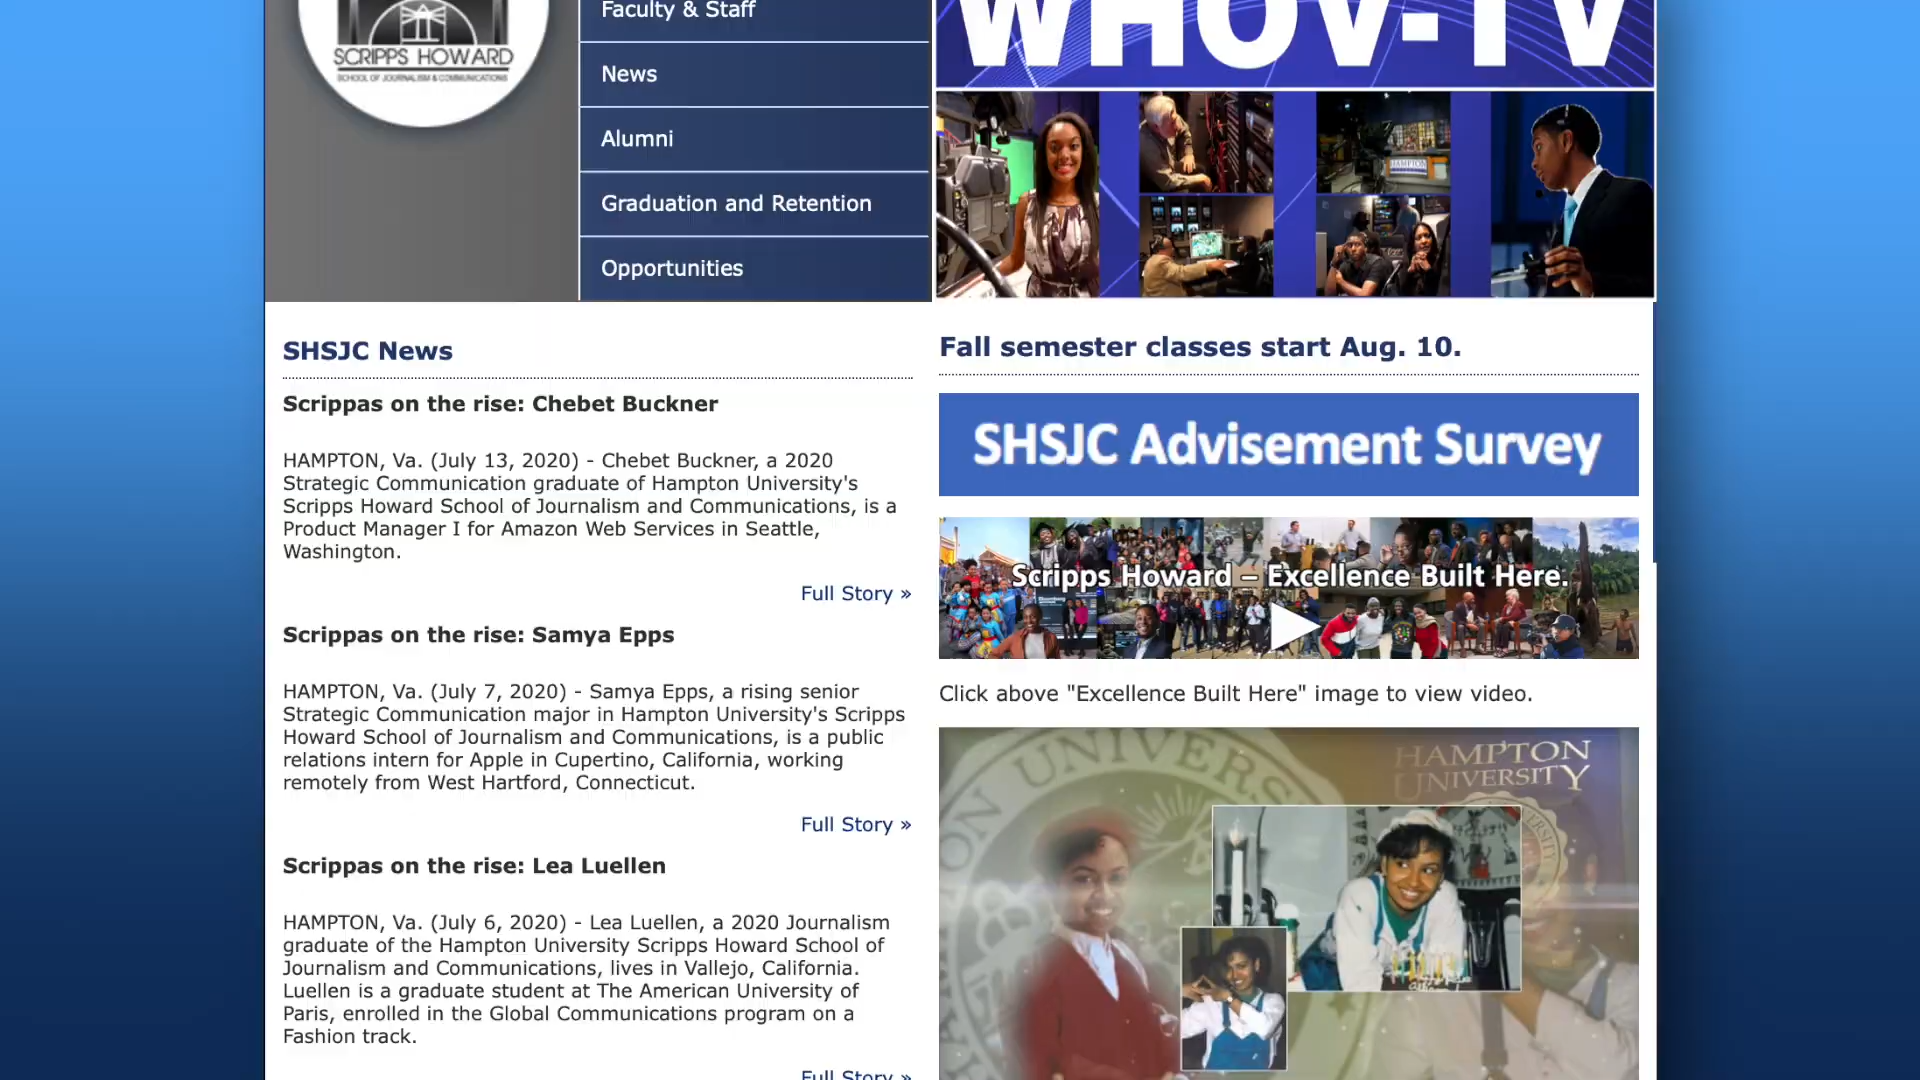 SCRIPPS HOWARD
SCHOOL OF JOURNALISM & COMMUNICATIONS
Faculty & Staff
News
Alumni
Graduation and Retention
Opportunities
WHOV-TV
HAMPTON
SHSJC News
Scrippas on the rise: Chebet Buckner
HAMPTON, Va. (July 13, 2020) - Chebet Buckner, a 2020
Strategic Communication graduate of Hampton University's
Scripps Howard School of Journalism and Communications, is a
Product Manager I for Amazon Web Services in Seattle,
Washington.
Full Story »
Scrippas on the rise: Samya Epps
HAMPTON, Va. (July 7, 2020) - Samya Epps, a rising senior
Strategic Communication major in Hampton University's Scripps
Howard School of Journalism and Communications, is a public
relations intern for Apple in Cupertino, California, working
remotely from West Hartford, Connecticut.
Full Story »
Scrippas on the rise: Lea Luellen
HAMPTON, Va. (July 6, 2020) - Lea Luellen, a 2020 Journalism
graduate of the Hampton University Scripps Howard School of
Journalism and Communications, lives in Vallejo, California.
Luellen is a graduate student at The American University of
Paris, enrolled in the Global Communications program on a
Fashion track.
Full Story »
Fall semester classes start Aug. 10.
SHSJC Advisement Survey
Scripps Howard – Excellence Built Here.
Click above "Excellence Built Here" image to view video.
HAMPTON
UNIVERSITY